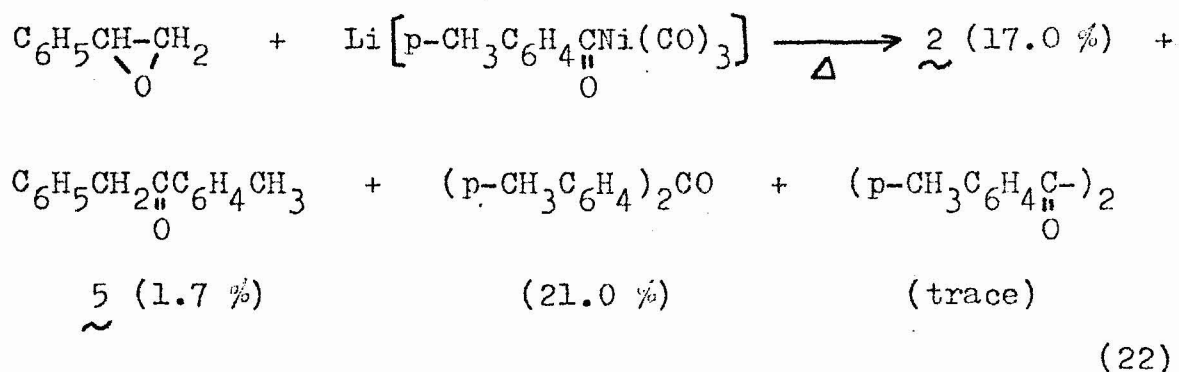 C6H5CH-CH2 + Li[p-CH3C6H4CNi(CO)3] → 2 (17.0 %) +
O O Δ
C6H5CH2CC6H4CH3 + (p-CH3C6H4)2CO + (p-CH3C6H4C-)2
O O
5 (1.7 %) (21.0 %) (trace)
(22)